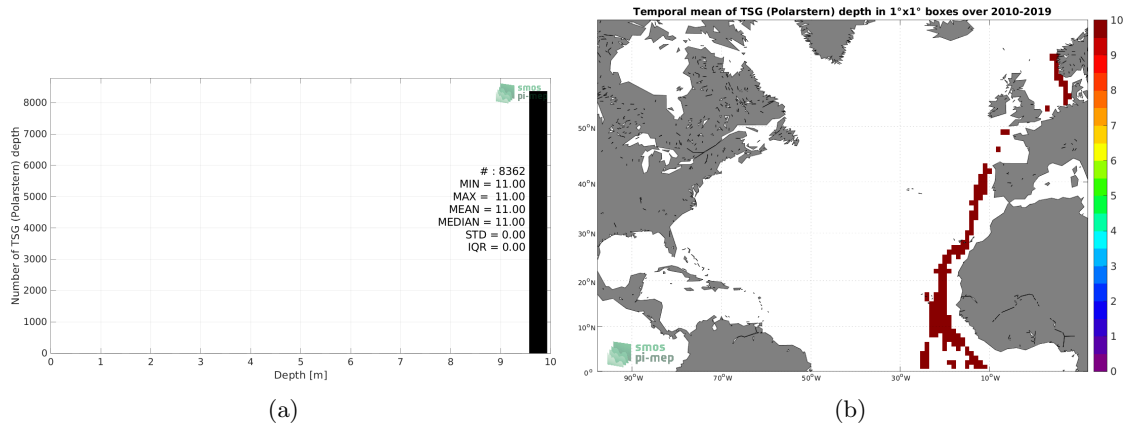 Temporal mean of TSG (Polarstern) depth in 1°x1° boxes over 2010-2019
smos
pi-mep
Number of TSG (Polarstern) depth
8000
7000
6000
5000
4000
3000
2000
1000
0
# : 8362
MIN = 11.00
MAX = 11.00
MEAN = 11.00
MEDIAN = 11.00
STD = 0.00
IQR = 0.00
0 1 2 3 4 5 6 7 8 9 10
Depth [m]
50°N
40°N
30°N
20°N
10°N
0°
90°W 70°W 50°W 30°W 10°W
smos
pi-mep
10
9
8
7
6
5
4
3
2
1
0
(a)
(b)